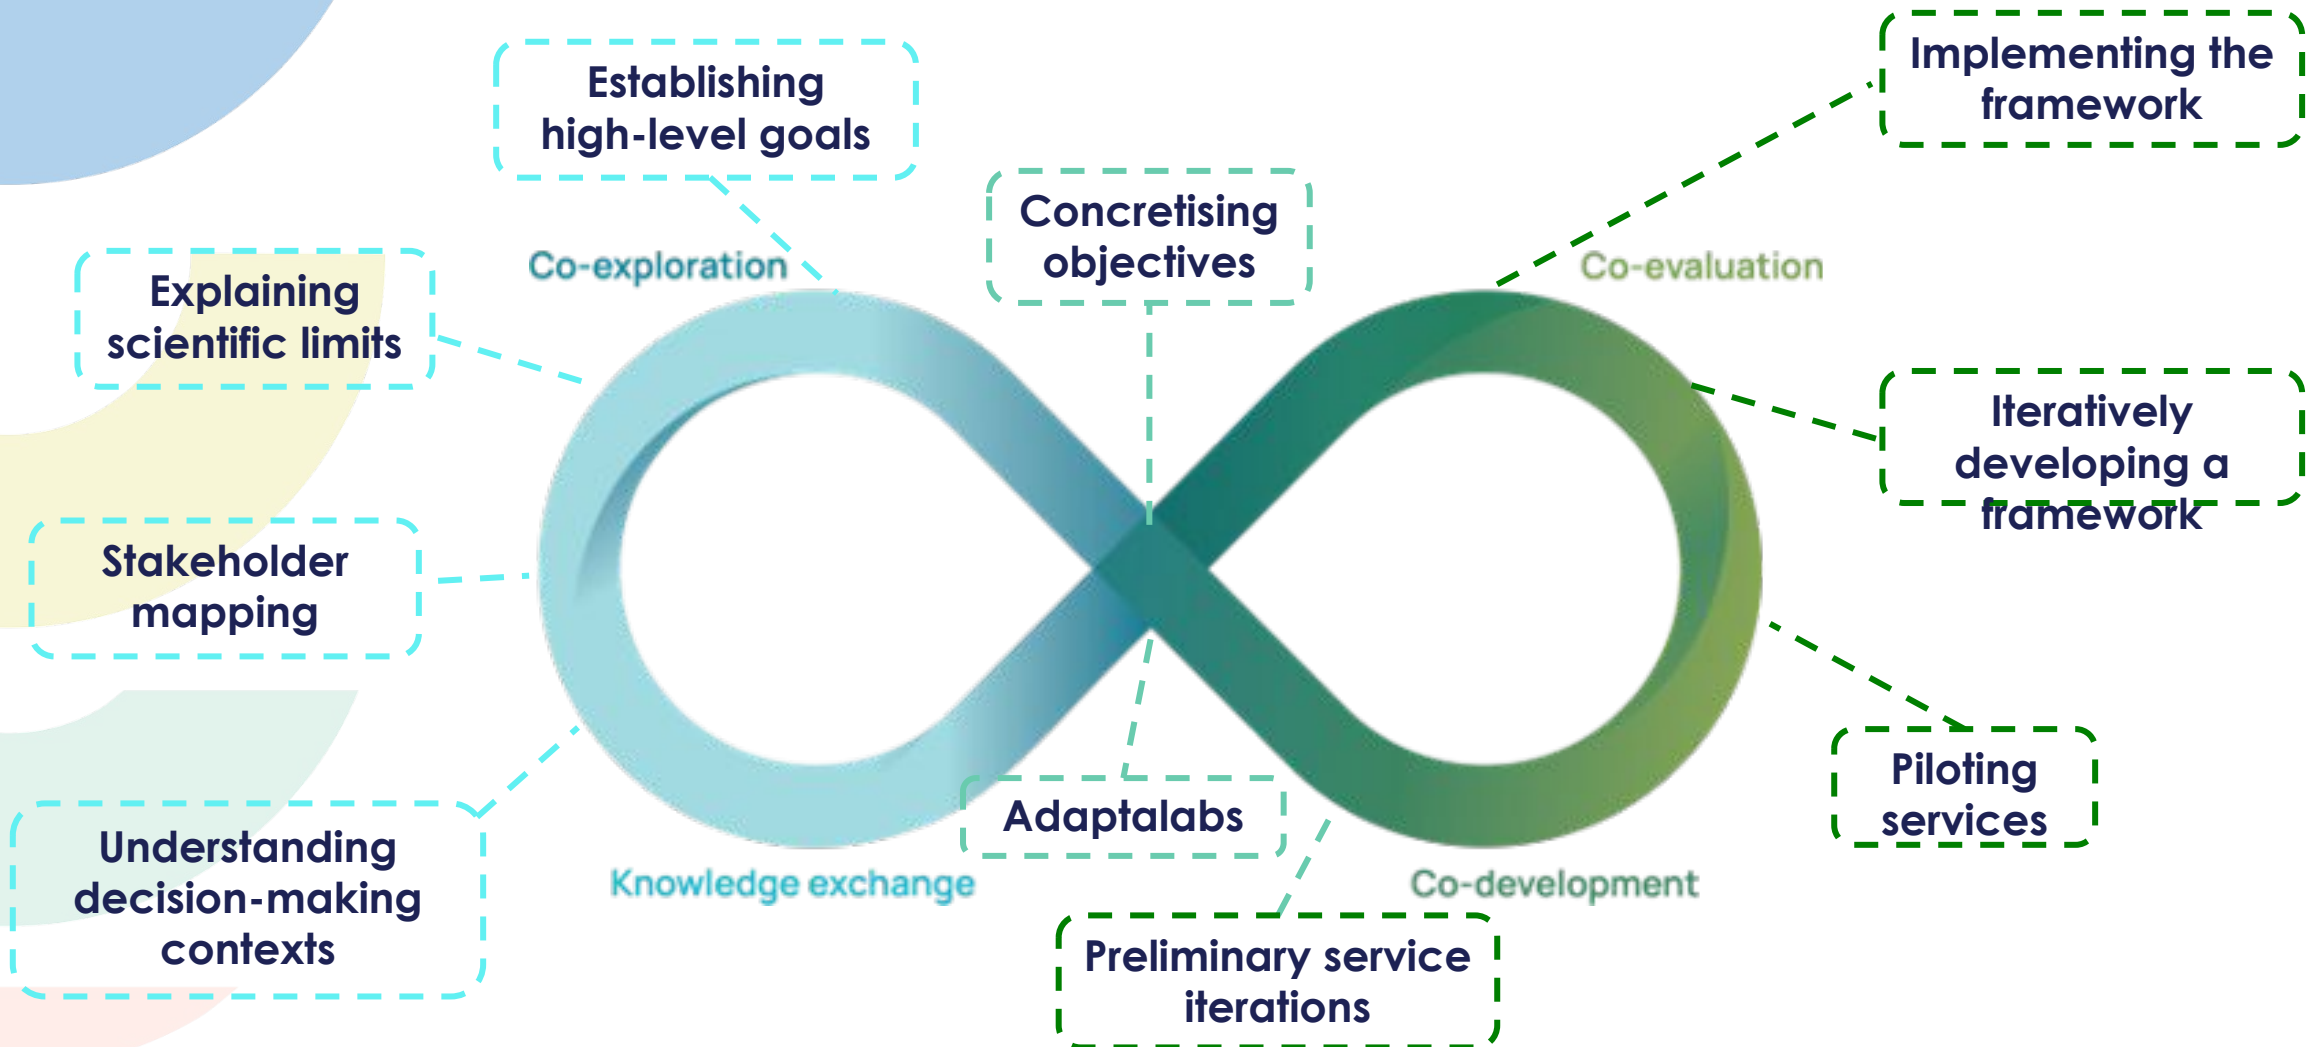 Establishing
high-level goals
Implementing the
framework
Concretising
objectives
Co-exploration
Co-evaluation
Explaining
scientific limits
Iteratively
developing a
framework
Stakeholder
mapping
Piloting
services
Adaptalabs
Understanding
decision-making
contexts
Knowledge exchange
Co-development
Preliminary service
iterations